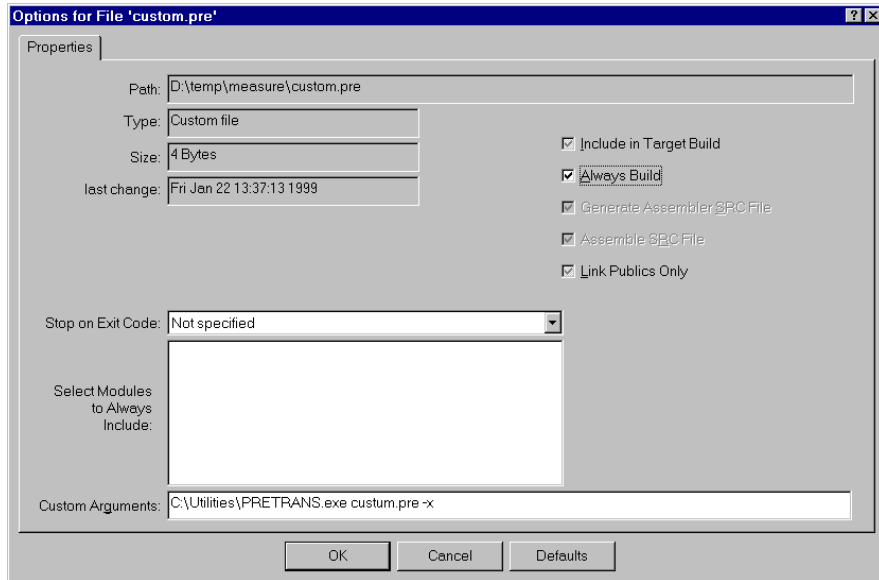 Options for File 'custom.pre'
Properties
Path: D:\temp\measure\custom.pre
Type: Custom file
Size: 4 Bytes
last change: Fri Jan 22 13:37:13 1999
Include in Target Build
Always Build
Generate Assembler SRC File
Assemble SRC File
Link Publics Only
Stop on Exit Code: Not specified
Select Modules
to Always
Include:
Custom Arguments: C:\Utilities\PRETRANS.exe custum.pre -x
OK Cancel Defaults